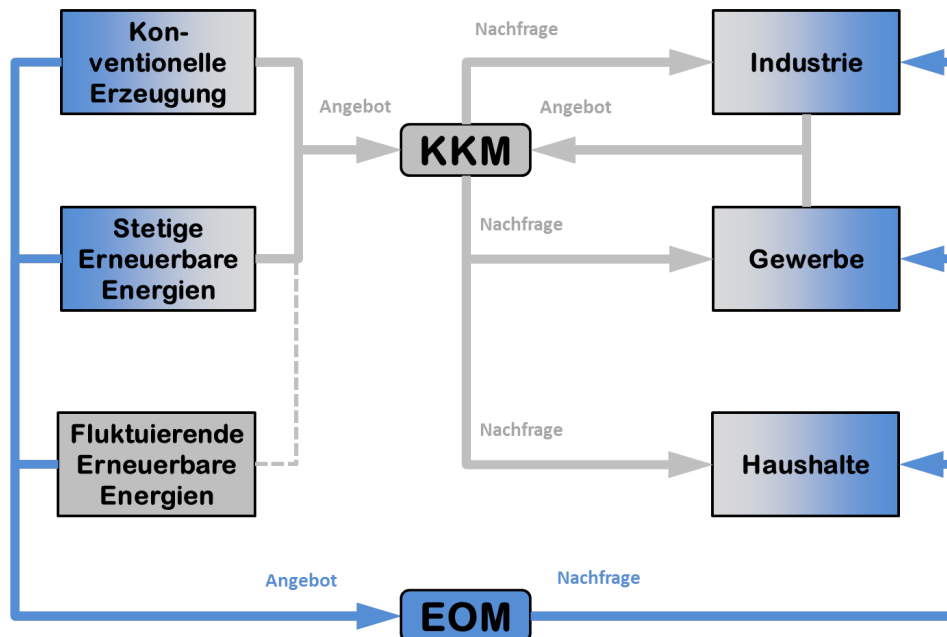 Kon-
ventionelle
Erzeugung
Nachfrage
Industrie
Angebot
Angebot
KKM
Stetige
Erneuerbare
Energien
Nachfrage
Gewerbe
Fluktuierende
Erneuerbare
Energien
Nachfrage
Haushalte
Angebot
Nachfrage
EOM